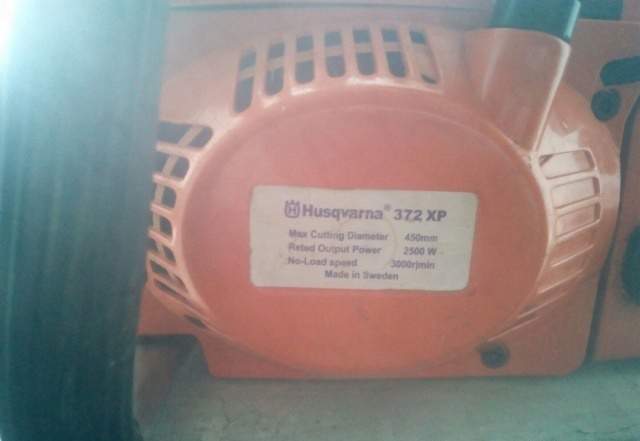 Husqvarna® 372 XP
Max Cutting Diameter 450mm
Rated Output Power 2500 W
No-Load speed 3000r/min
Made in Sweden